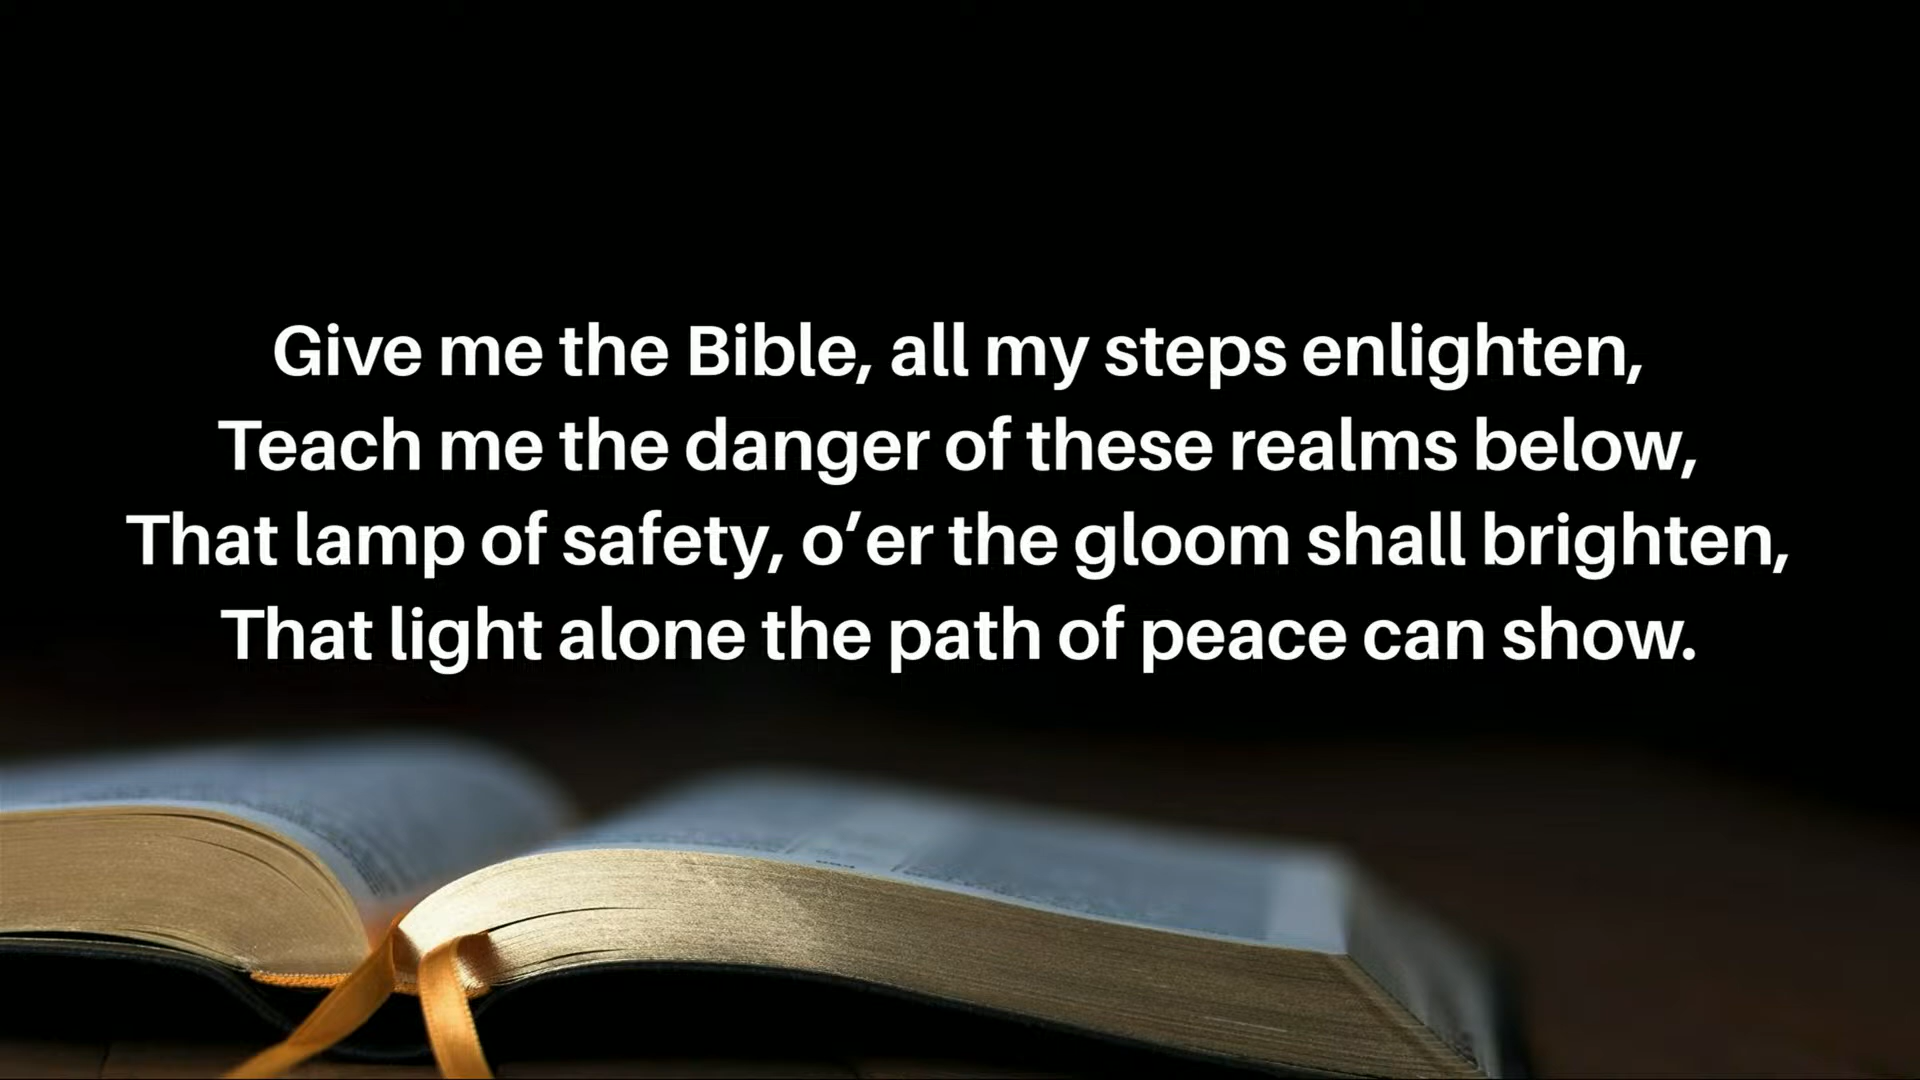 Give me the Bible, all my steps enlighten,
Teach me the danger of these realms below,
That lamp of safety, o’er the gloom shall brighten,
That light alone the path of peace can show.